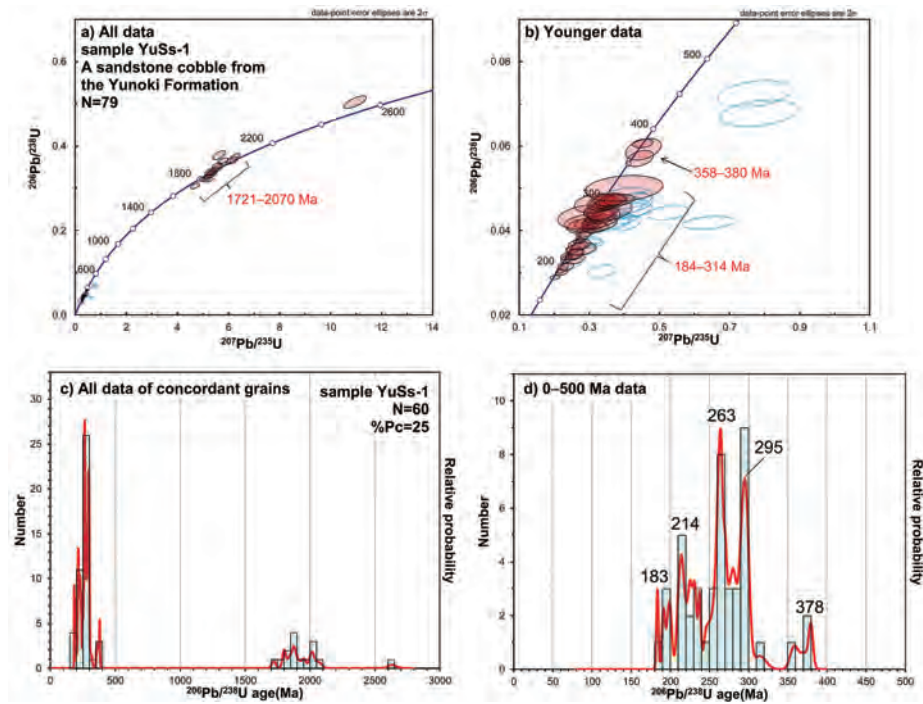 data-point error ellipses are 2σ
a) All data
sample YuSs-1
A sandstone cobble from
the Yunoki Formation
N=79
0.6
0.4
0.2
0.0
206Pb/238U
600
1000
1400
1800
2200
2600
1721–2070 Ma
0 2 4 6 8 10 12 14
207Pb/235U
data-point error ellipses are 2σ
b) Younger data
0.08
0.06
0.04
0.02
206Pb/238U
500
400
300
200
358–380 Ma
184–314 Ma
0.1 0.3 0.5 0.7 0.9 1.1
207Pb/235U
c) All data of concordant grains
sample YuSs-1
N=60
%Pc=25
30
25
20
15
10
5
0
Number
Relative probability
0 500 1000 1500 2000 2500 3000
206Pb/238U age(Ma)
d) 0–500 Ma data
10
8
6
4
2
0
Number
Relative probability
183
214
263
295
378
0 50 100 150 200 250 300 350 400 450 500
206Pb/238U age(Ma)